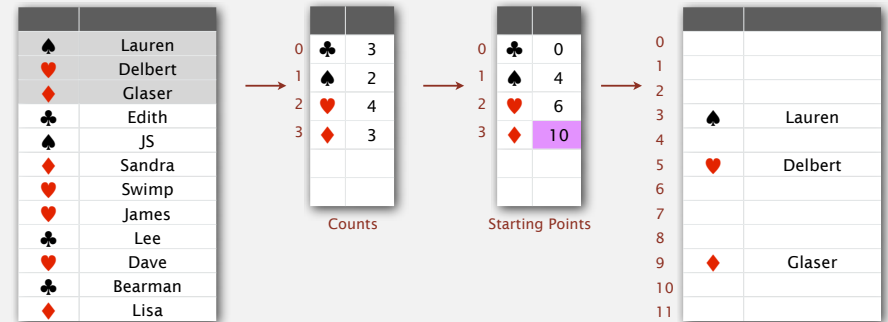 ♠ Lauren
♥ Delbert
♦ Glaser
♣ Edith
♠ JS
♦ Sandra
♥ Swimp
♥ James
♣ Lee
♥ Dave
♣ Bearman
♦ Lisa
0 ♣ 3
1 ♠ 2
2 ♥ 4
3 ♦ 3
Counts
0 ♣ 0
1 ♠ 4
2 ♥ 6
3 ♦ 10
Starting Points
0
1
2
3 ♠ Lauren
4
5 ♥ Delbert
6
7
8
9 ♦ Glaser
10
11